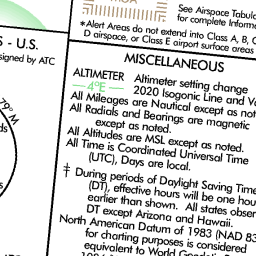 See Airspace Tabula
for complete Informa
*Alert Areas do not extend into Class A, B, C
D airspace, or Class E airport surface areas
S - U.S.
signed by ATC
MISCELLANEOUS
ALTIMETER Altimeter setting change
4°E 2020 Isogonic Line and Va
All Mileages are Nautical except as not
All Radials and Bearings are magnetic
except as noted.
All Altitudes are MSL except as noted.
All Time is Coordinated Universal Time
(UTC), Days are local.
‡ During periods of Daylight Saving Time
(DT), effective hours will be one hou
earlier than shown. All states obser
DT except Arizona and Hawaii.
North American Datum of 1983 (NAD 83
for charting purposes is considered
equivalent to World Geodetic S
79° M
ds